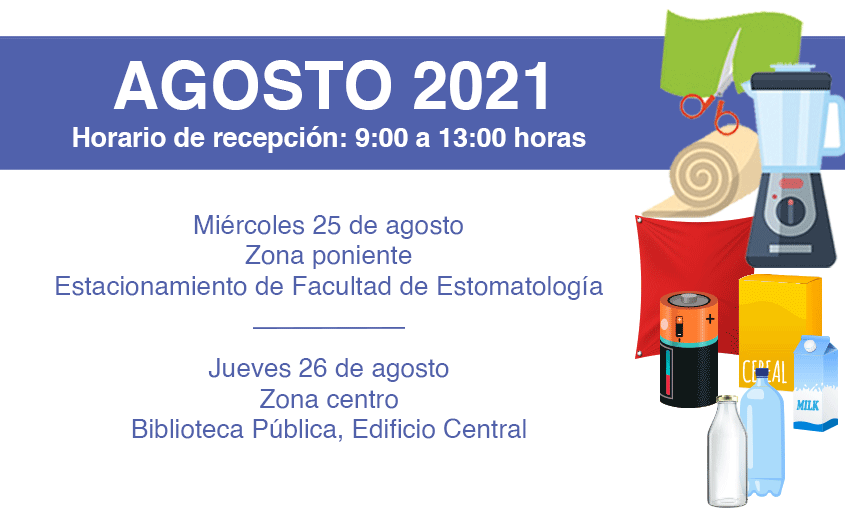 AGOSTO 2021
Horario de recepción: 9:00 a 13:00 horas
Miércoles 25 de agosto
Zona poniente
Estacionamiento de Facultad de Estomatología
Jueves 26 de agosto
Zona centro
Biblioteca Pública, Edificio Central
CEREAL
MILK